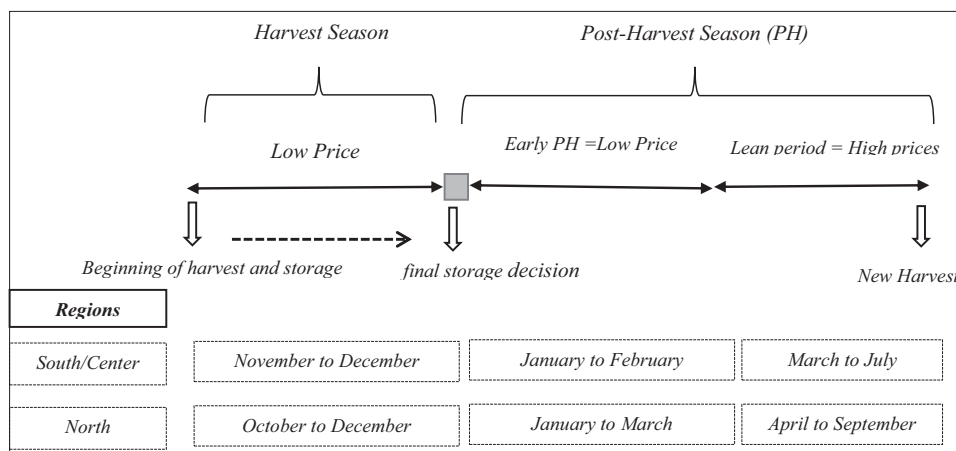 Harvest Season
Post-Harvest Season (PH)
Low Price
Early PH =Low Price
Lean period = High prices
Beginning of harvest and storage
final storage decision
New Harvest
Regions
South/Center
November to December
January to February
March to July
North
October to December
January to March
April to September